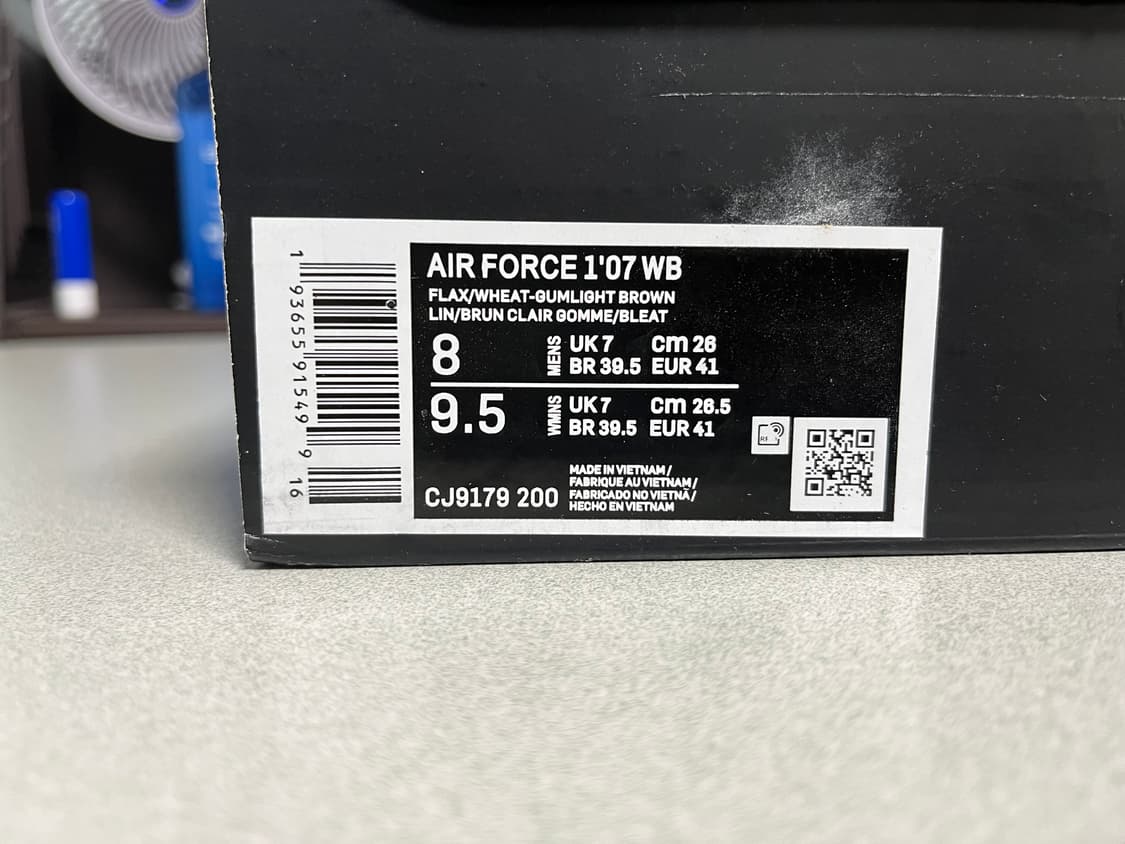 AIR FORCE 1'07 WB
FLAX/WHEAT-GUMLIGHT BROWN
LIN/BRUN CLAIR GOMME/BLEAT
8 MENS UK 7 cm 26
BR 39.5 EUR 41
9.5 WMNS UK 7 cm 26.5
BR 39.5 EUR 41
CJ9179 200
MADE IN VIETNAM /
FABRIQUE AU VIETNAM /
FABRICADO NO VIETNÃ /
HECHO EN VIETNAM
1 93655 91549 9 16
RF